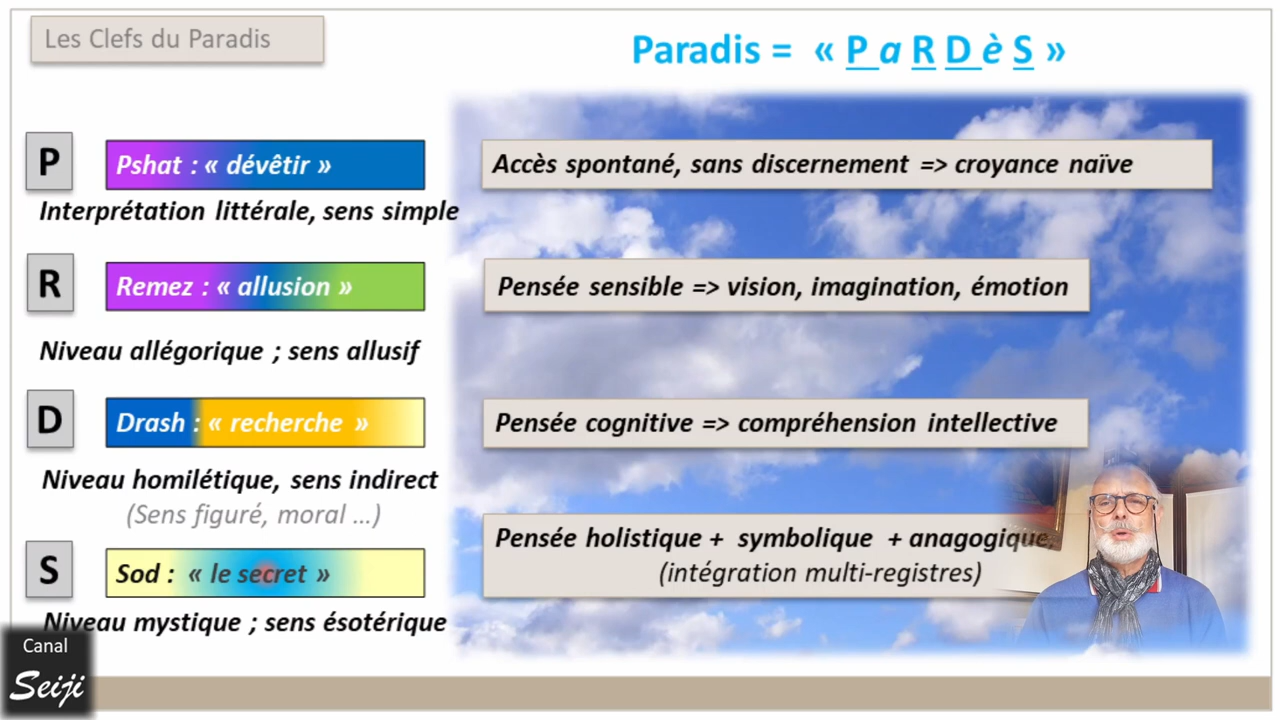 Les Clefs du Paradis
Paradis = « P a R D è S »
P
Pshat : « dévêtir »
Accès spontané, sans discernement => croyance naïve
Interprétation littérale, sens simple
R
Remez : « allusion »
Pensée sensible => vision, imagination, émotion
Niveau allégorique ; sens allusif
D
Drash : « recherche »
Pensée cognitive => compréhension intellective
Niveau homilétique, sens indirect
(Sens figuré, moral ...)
S
Sod : « le secret »
Pensée holistique + symbolique + anagogique,
(intégration multi-registres)
Niveau mystique ; sens ésotérique
Canal
Seiji